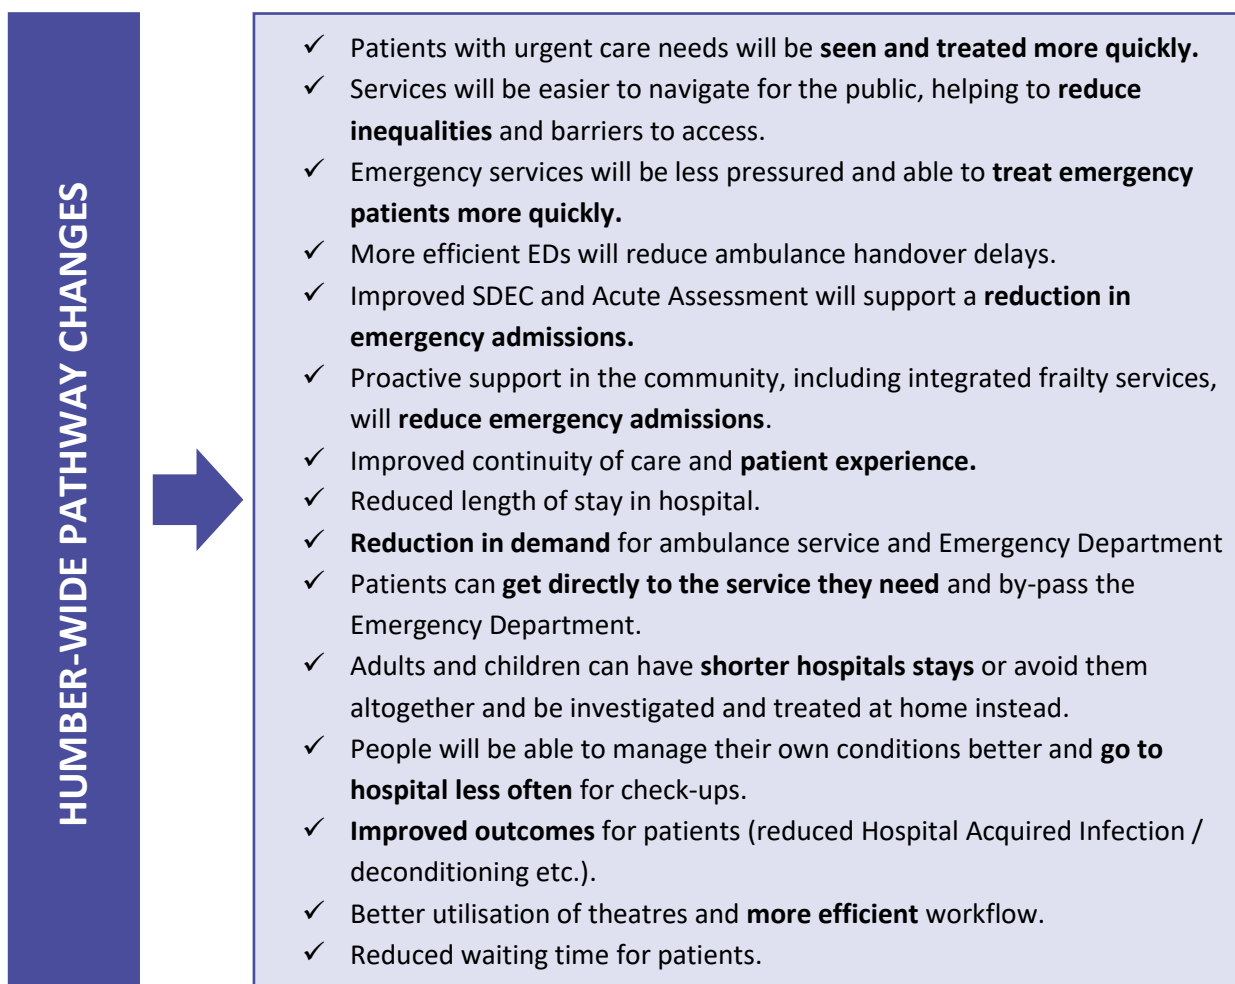 HUMBER-WIDE PATHWAY CHANGES
✓ Patients with urgent care needs will be seen and treated more quickly.
✓ Services will be easier to navigate for the public, helping to reduce
inequalities and barriers to access.
✓ Emergency services will be less pressured and able to treat emergency
patients more quickly.
✓ More efficient EDs will reduce ambulance handover delays.
✓ Improved SDEC and Acute Assessment will support a reduction in
emergency admissions.
✓ Proactive support in the community, including integrated frailty services,
will reduce emergency admissions.
✓ Improved continuity of care and patient experience.
✓ Reduced length of stay in hospital.
✓ Reduction in demand for ambulance service and Emergency Department
✓ Patients can get directly to the service they need and by-pass the
Emergency Department.
✓ Adults and children can have shorter hospitals stays or avoid them
altogether and be investigated and treated at home instead.
✓ People will be able to manage their own conditions better and go to
hospital less often for check-ups.
✓ Improved outcomes for patients (reduced Hospital Acquired Infection /
deconditioning etc.).
✓ Better utilisation of theatres and more efficient workflow.
✓ Reduced waiting time for patients.